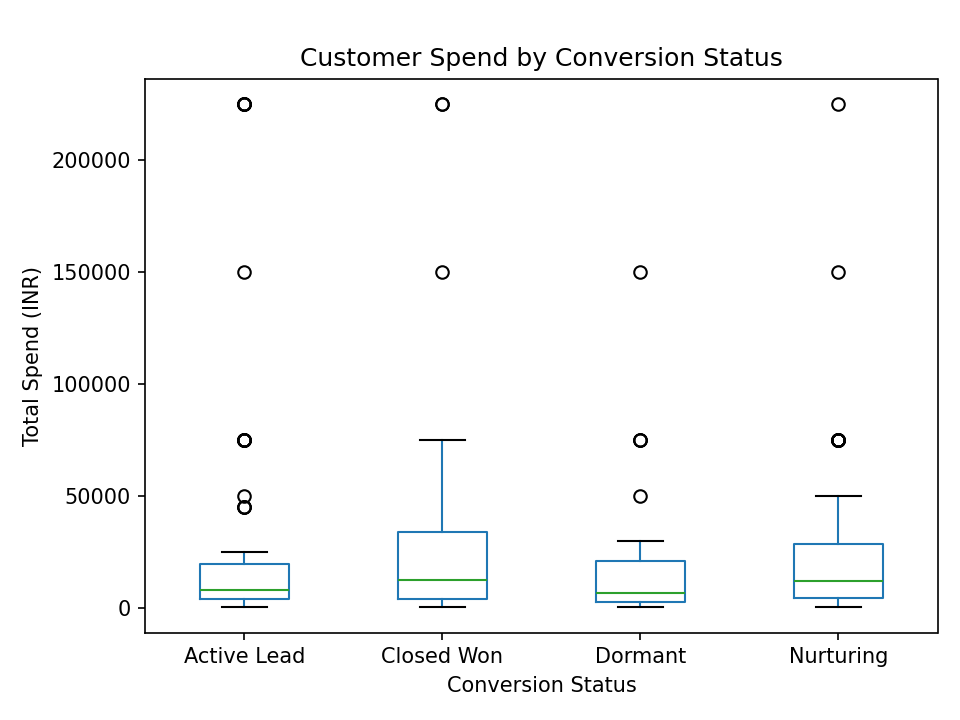 Customer Spend by Conversion Status
Total Spend (INR)
200000
150000
100000
50000
0
Active Lead
Closed Won
Dormant
Nurturing
Conversion Status